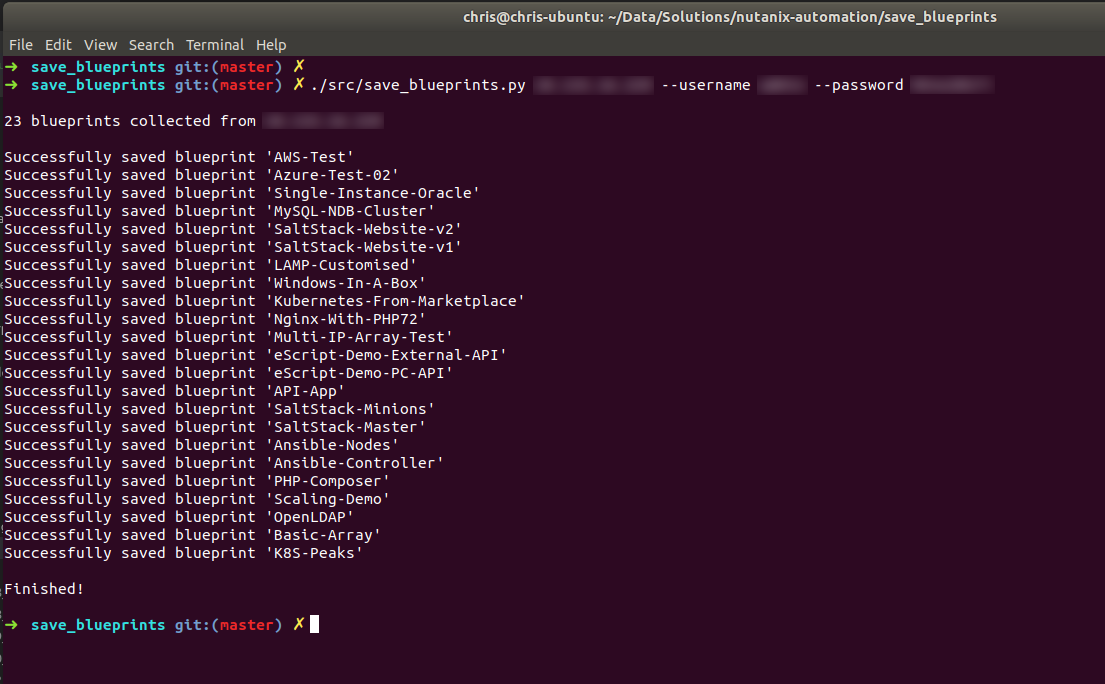 chris@chris-ubuntu: ~/Data/Solutions/nutanix-automation/save_blueprints
File Edit View Search Terminal Help
➜ save_blueprints git:(master) ✗
➜ save_blueprints git:(master) ✗ ./src/save_blueprints.py --username --password
23 blueprints collected from
Successfully saved blueprint 'AWS-Test'
Successfully saved blueprint 'Azure-Test-02'
Successfully saved blueprint 'Single-Instance-Oracle'
Successfully saved blueprint 'MySQL-NDB-Cluster'
Successfully saved blueprint 'SaltStack-Website-v2'
Successfully saved blueprint 'SaltStack-Website-v1'
Successfully saved blueprint 'LAMP-Customised'
Successfully saved blueprint 'Windows-In-A-Box'
Successfully saved blueprint 'Kubernetes-From-Marketplace'
Successfully saved blueprint 'Nginx-With-PHP72'
Successfully saved blueprint 'Multi-IP-Array-Test'
Successfully saved blueprint 'eScript-Demo-External-API'
Successfully saved blueprint 'eScript-Demo-PC-API'
Successfully saved blueprint 'API-App'
Successfully saved blueprint 'SaltStack-Minions'
Successfully saved blueprint 'SaltStack-Master'
Successfully saved blueprint 'Ansible-Nodes'
Successfully saved blueprint 'Ansible-Controller'
Successfully saved blueprint 'PHP-Composer'
Successfully saved blueprint 'Scaling-Demo'
Successfully saved blueprint 'OpenLDAP'
Successfully saved blueprint 'Basic-Array'
Successfully saved blueprint 'K8S-Peaks'
Finished!
➜ save_blueprints git:(master) ✗